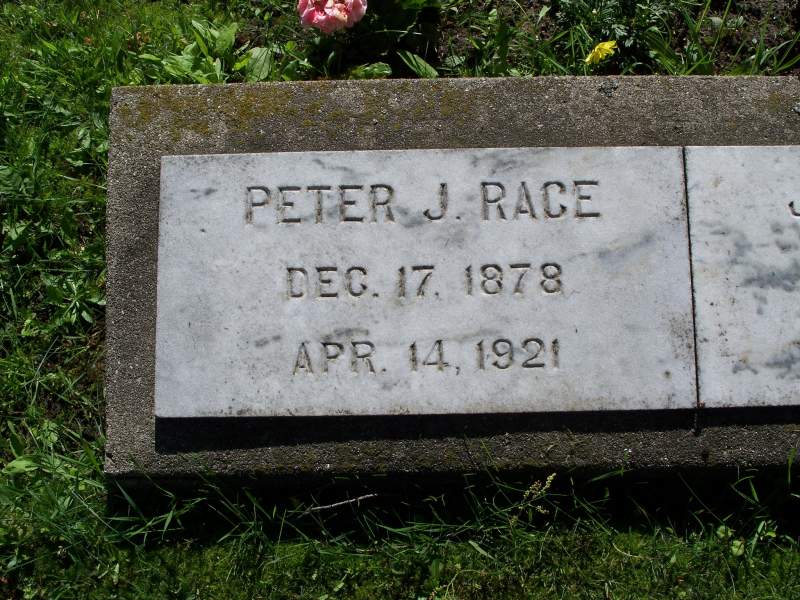 PETER J. RACE
DEC. 17, 1878
APR. 14, 1921